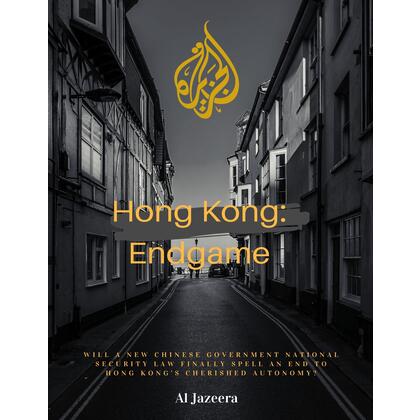 الجزيرة
Hong Kong:
Endgame
WILL A NEW CHINESE GOVERNMENT NATIONAL
SECURITY LAW FINALLY SPELL AN END TO
HONG KONG'S CHERISHED AUTONOMY?
Al Jazeera